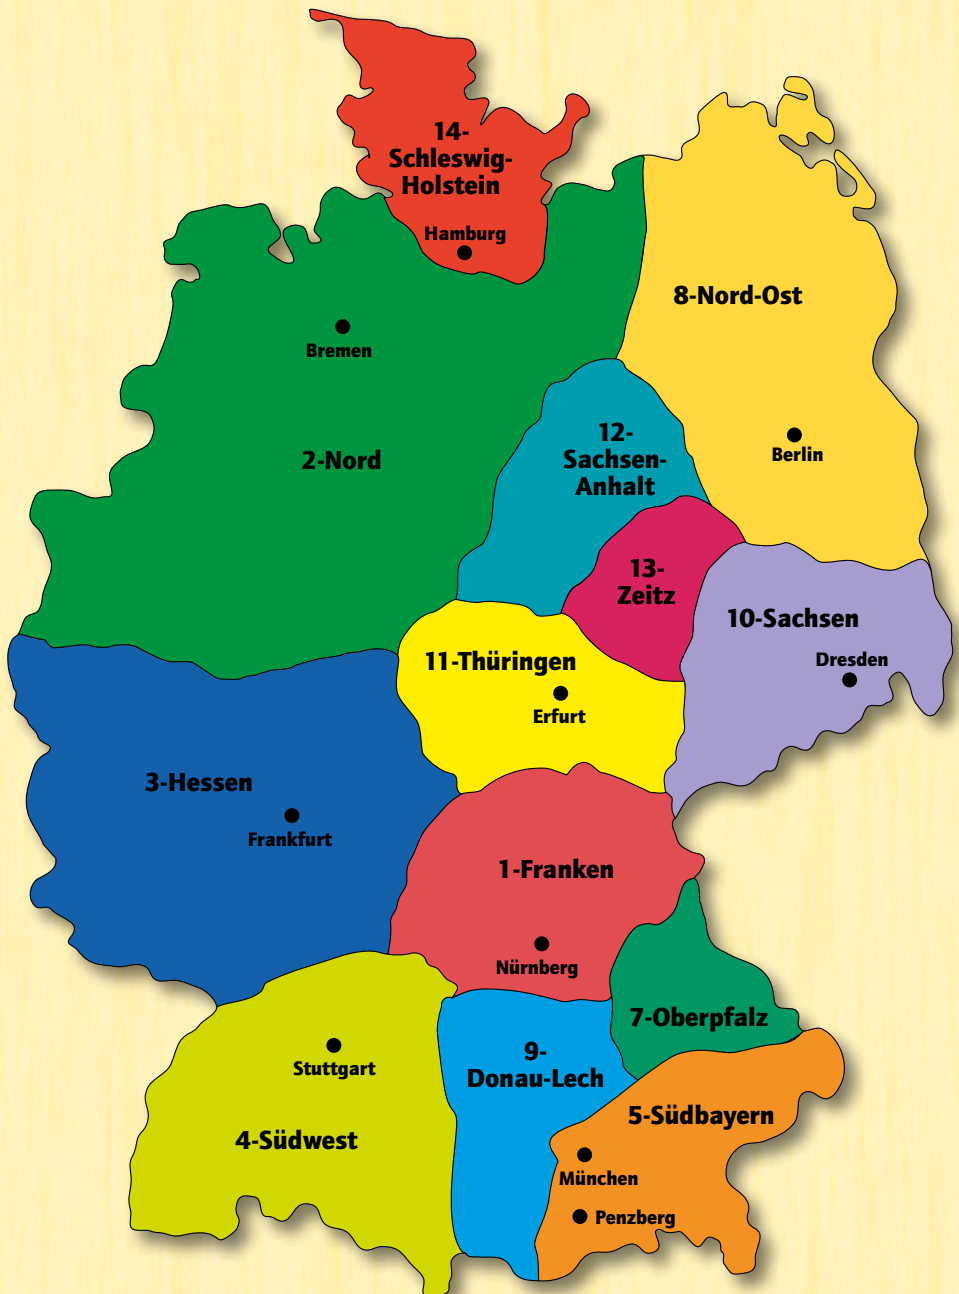 14-
Schleswig-
Holstein
Hamburg
8-Nord-Ost
Bremen
12-
Sachsen-
Anhalt
Berlin
2-Nord
13-
Zeitz
10-Sachsen
11-Thüringen
Dresden
Erfurt
3-Hessen
Frankfurt
1-Franken
Nürnberg
7-Oberpfalz
9-
Donau-Lech
Stuttgart
5-Südbayern
4-Südwest
München
Penzberg